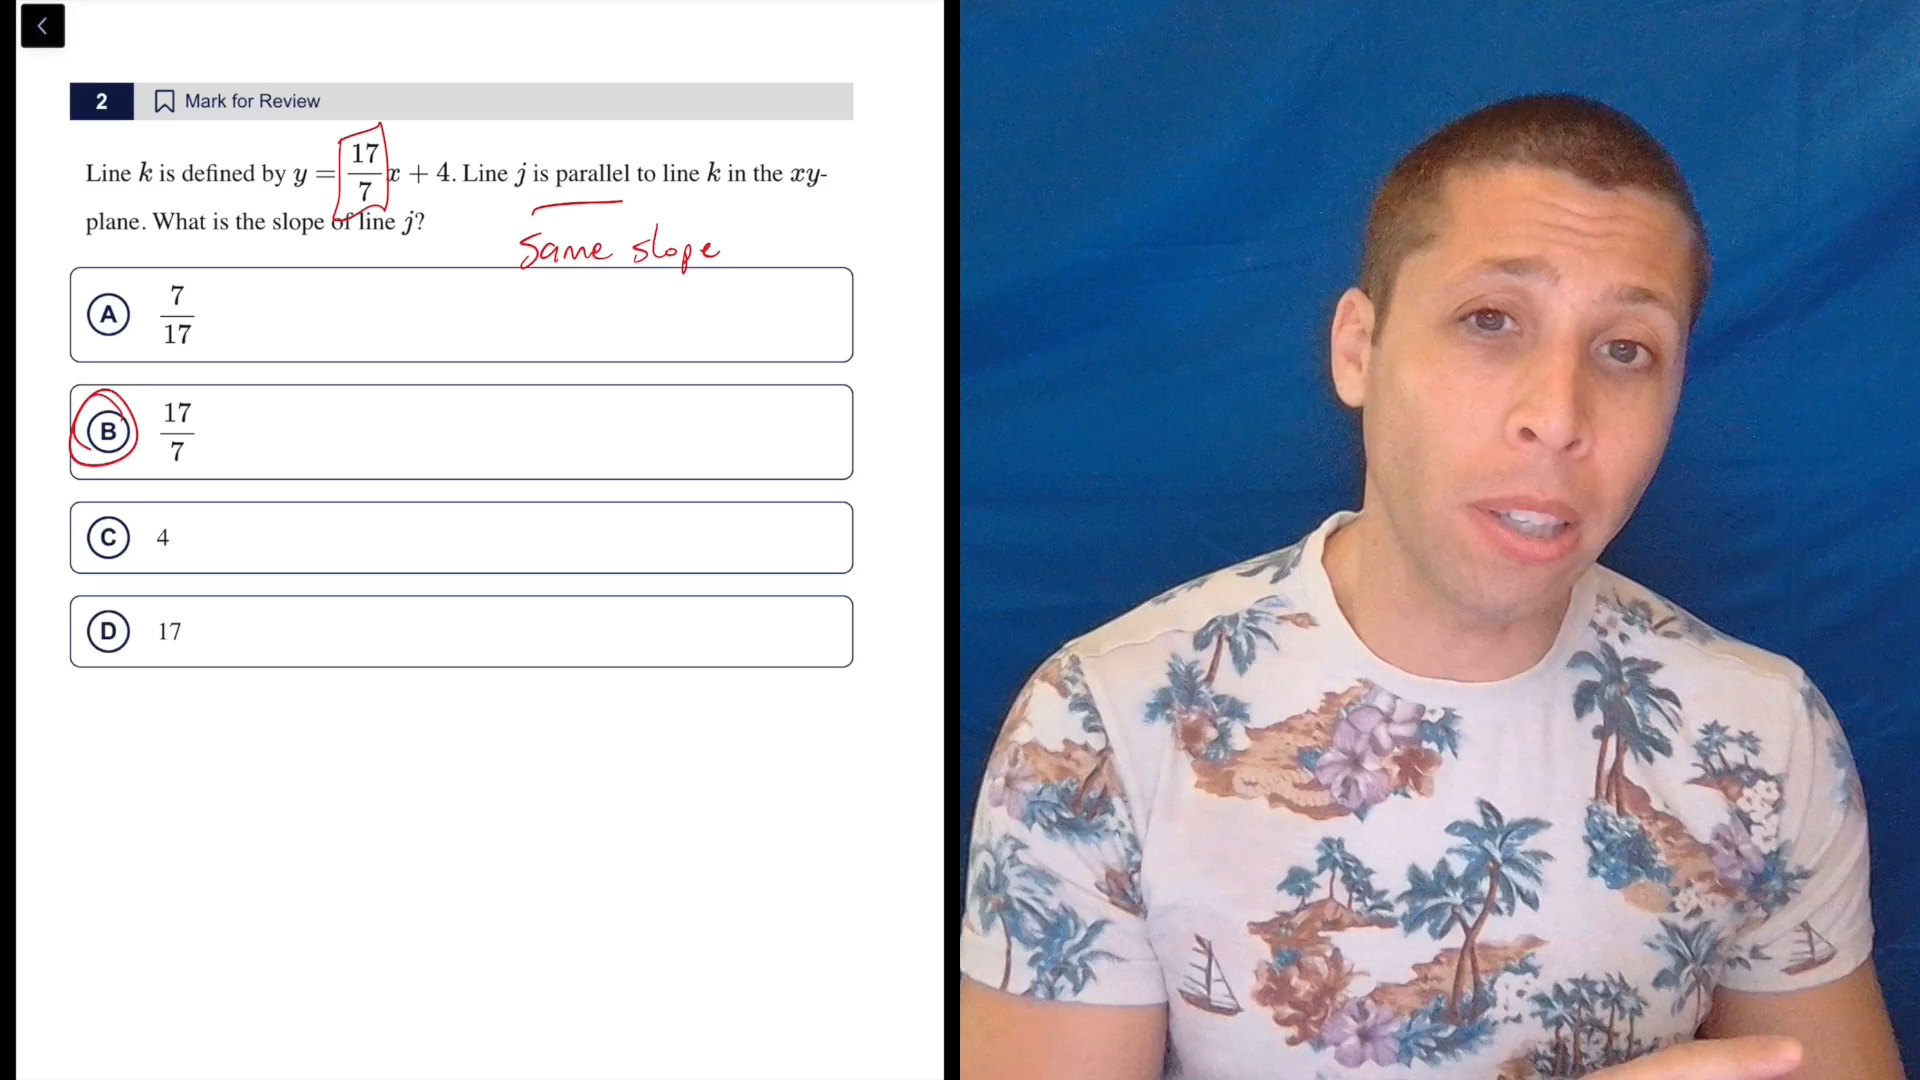 2 Mark for Review
Line k is defined by y = 17/7 x + 4. Line j is parallel to line k in the xy-
plane. What is the slope of line j?
same slope
A 7/17
B 17/7
C 4
D 17